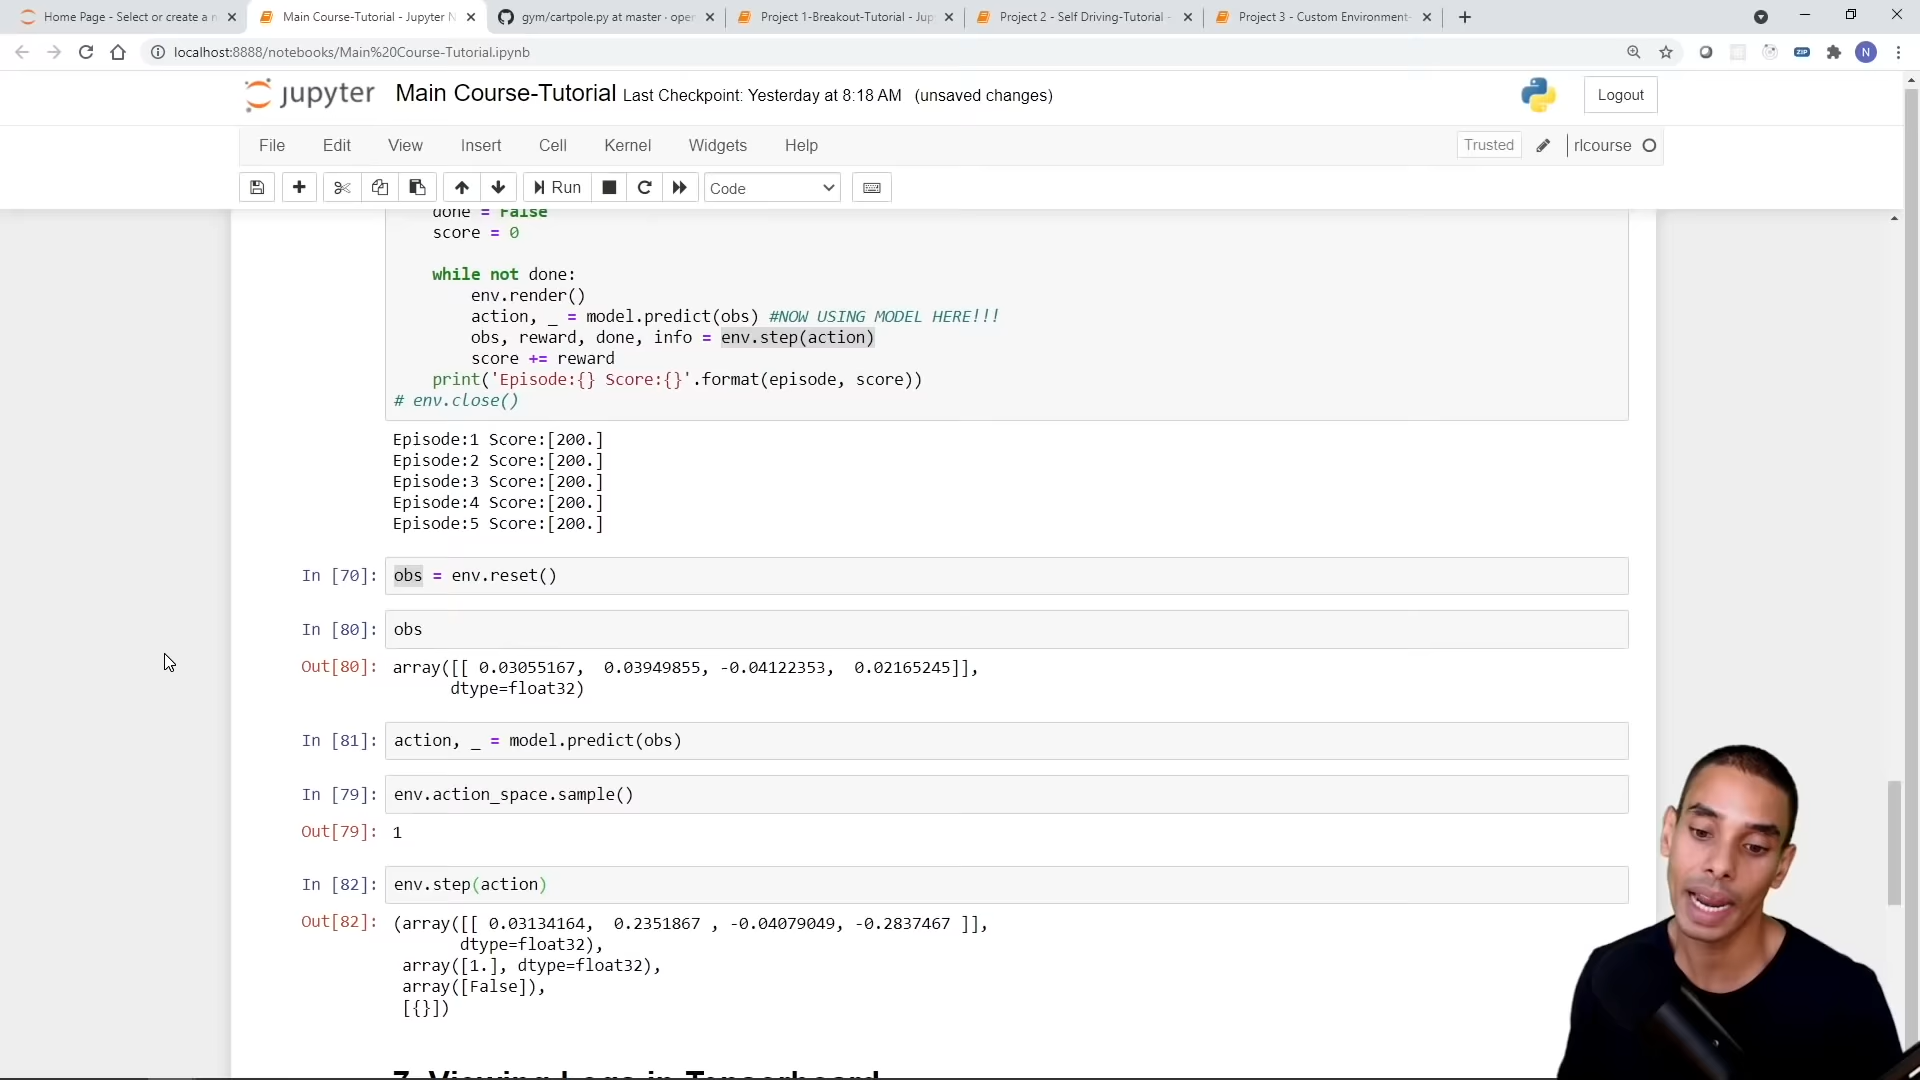 Home Page - Select or create a n
Main Course-Tutorial - Jupyter N
gym/cartpole.py at master · oper
Project 1-Breakout-Tutorial - Jup
Project 2 - Self Driving-Tutorial -
Project 3 - Custom Environment-
localhost:8888/notebooks/Main%20Course-Tutorial.ipynb
ZIP
N
jupyter Main Course-Tutorial Last Checkpoint: Yesterday at 8:18 AM (unsaved changes)
Logout
File Edit View Insert Cell Kernel Widgets Help
Trusted
rlcourse
Run
Code
done = False
score = 0
while not done:
env.render()
action, _ = model.predict(obs) #NOW USING MODEL HERE!!!
obs, reward, done, info = env.step(action)
score += reward
print('Episode:{} Score:{}'.format(episode, score))
# env.close()
Episode:1 Score:[200.]
Episode:2 Score:[200.]
Episode:3 Score:[200.]
Episode:4 Score:[200.]
Episode:5 Score:[200.]
In [70]: obs = env.reset()
In [80]: obs
Out[80]: array([[ 0.03055167,  0.03949855, -0.04122353,  0.02165245]],
dtype=float32)
In [81]: action, _ = model.predict(obs)
In [79]: env.action_space.sample()
Out[79]: 1
In [82]: env.step(action)
Out[82]: (array([[ 0.03134164,  0.2351867 , -0.04079049, -0.2837467 ]],
dtype=float32),
array([1.], dtype=float32),
array([False]),
[{}])
7. Viewing Logs in Tensorboard